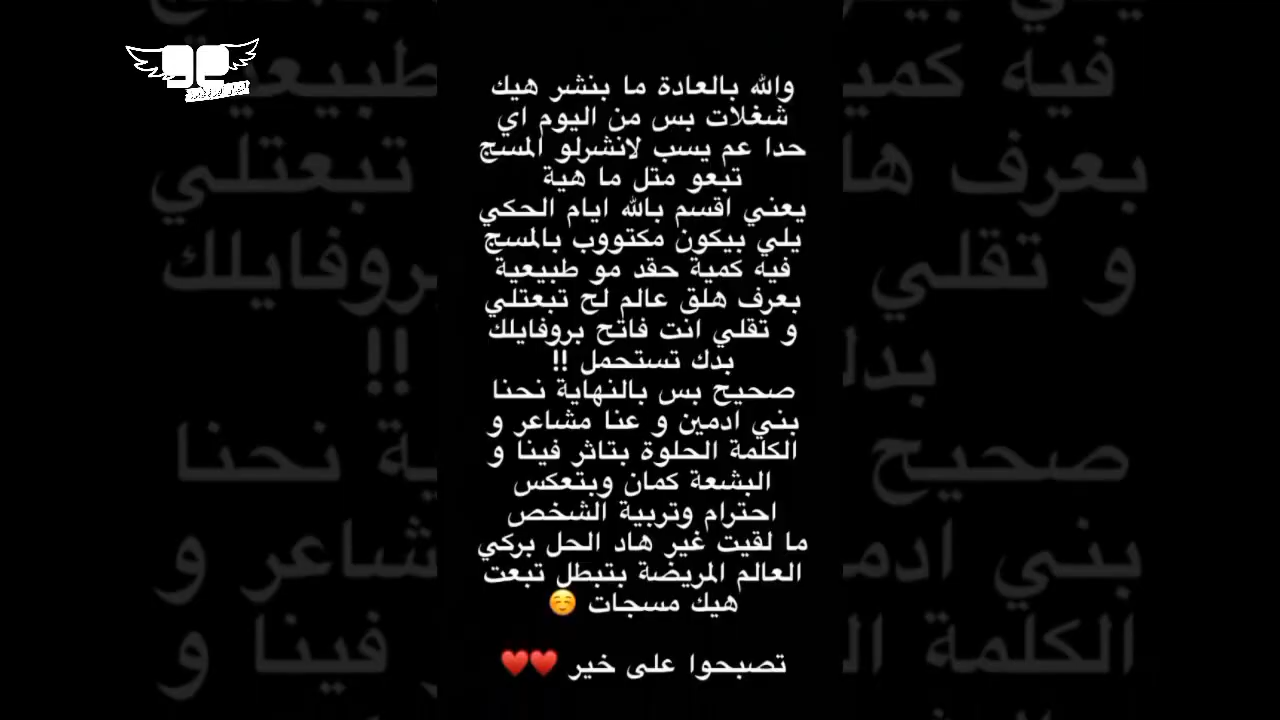 والله بالعادة ما بنشر هيك
شغلات بس من اليوم اي
حدا عم يسب لانشرلو المسج
تبعو متل ما هية
يعني اقسم بالله ايام الحكي
يلي بيكون مكتووب بالمسج
فيه كمية حقد مو طبيعية
بعرف هلق عالم لح تبعتلي
و تقلي انت فاتح بروفايلك
بدك تستحمل !!
صحيح بس بالنهاية نحنا
بني ادمين و عنا مشاعر و
الكلمة الحلوة بتاثر فينا و
البشعة كمان وبتعكس
احترام وتربية الشخص
ما لقيت غير هاد الحل بركي
العالم المريضة بتبطل تبعت
هيك مسجات ☺️
تصبحوا على خير ❤️❤️